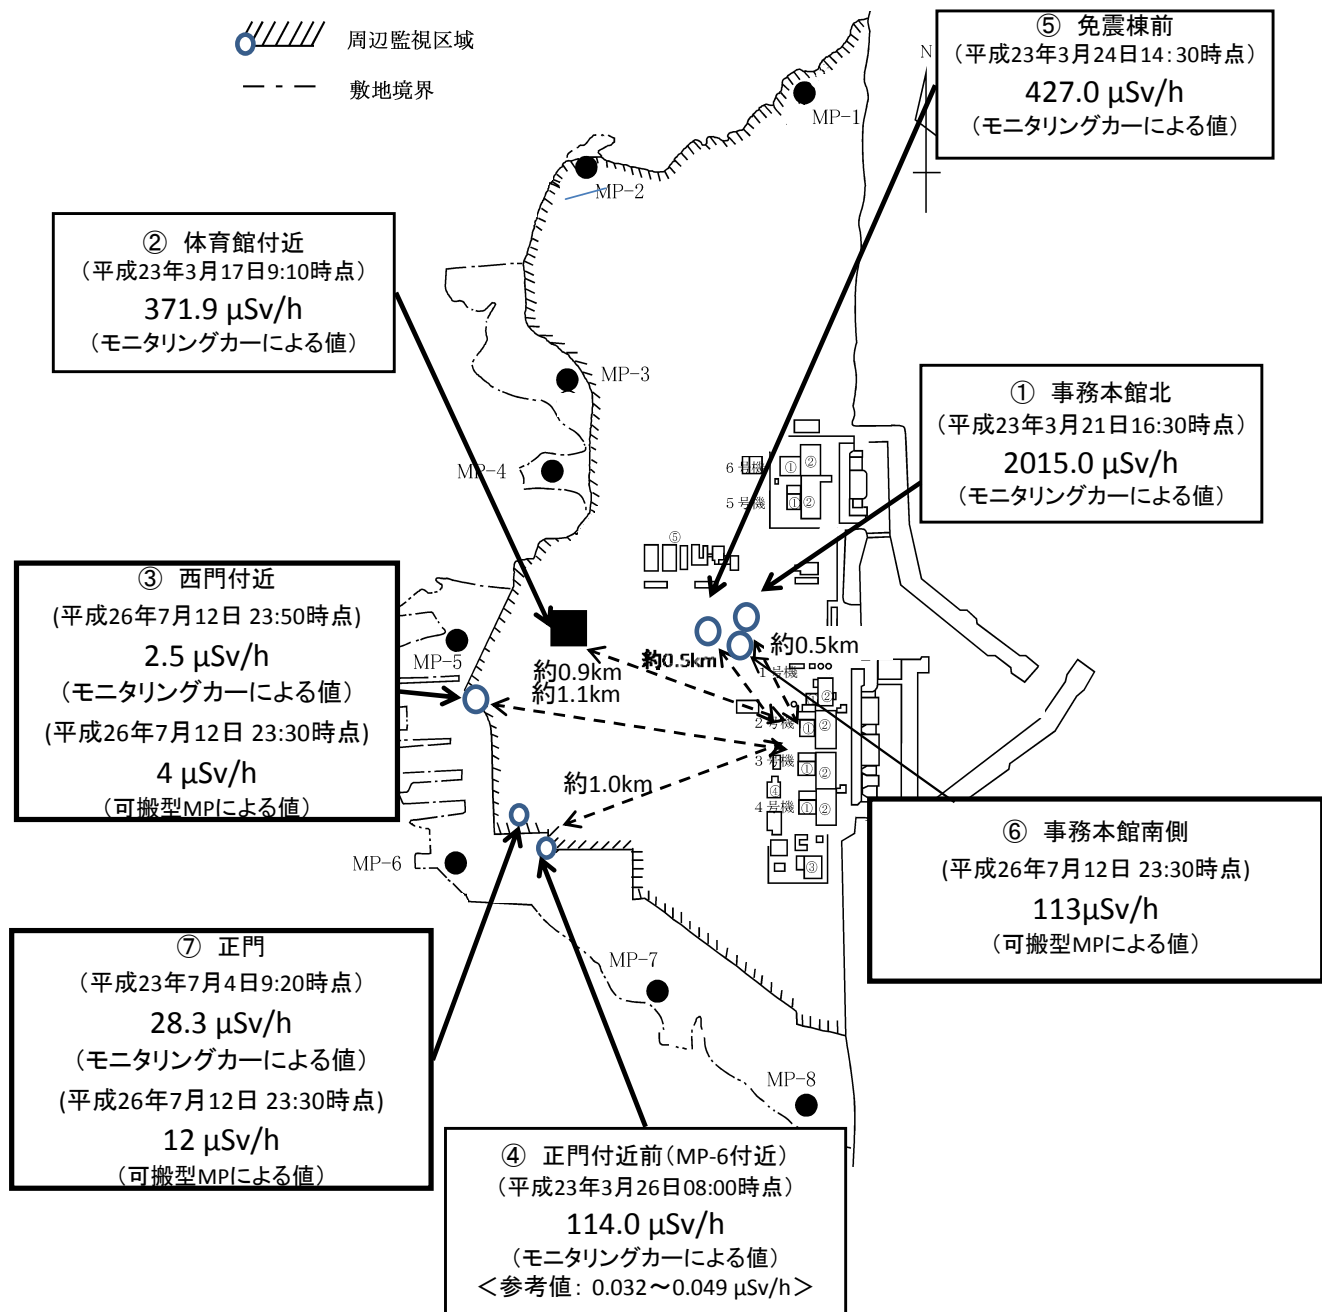 周辺監視区域
敷地境界
⑤ 免震棟前
(平成23年3月24日14:30時点)
427.0 μSv/h
(モニタリングカーによる値)
N
MP-1
MP-2
② 体育館付近
(平成23年3月17日9:10時点)
371.9 μSv/h
(モニタリングカーによる値)
MP-3
① 事務本館北
(平成23年3月21日16:30時点)
2015.0 μSv/h
(モニタリングカーによる値)
MP-4
6号機
① ②
5号機
① ②
⑤
③ 西門付近
(平成26年7月12日 23:50時点)
2.5 μSv/h
(モニタリングカーによる値)
(平成26年7月12日 23:30時点)
4 μSv/h
(可搬型MPによる値)
MP-5
約0.9km
約1.1km
約0.5km
約0.5km
1号機
②
2号機
① ②
3号機
① ②
約1.0km
④
4号機
① ②
③
MP-6
⑥ 事務本館南側
(平成26年7月12日 23:30時点)
113μSv/h
(可搬型MPによる値)
⑦ 正門
(平成23年7月4日9:20時点)
28.3 μSv/h
(モニタリングカーによる値)
(平成26年7月12日 23:30時点)
12 μSv/h
(可搬型MPによる値)
MP-7
MP-8
④ 正門付近前(MP-6付近)
(平成23年3月26日08:00時点)
114.0 μSv/h
(モニタリングカーによる値)
<参考値: 0.032～0.049 μSv/h>